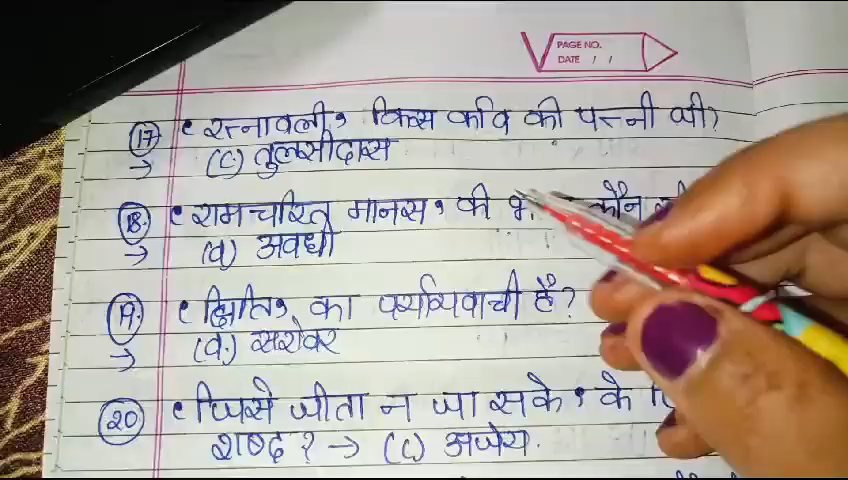 PAGE NO.
DATE / /
(17) ‘रत्नावली’ किस कवि की पत्नी थी?
→ (c) तुलसीदास
(18.) ‘रामचरित मानस’ की कौन
→ (d) अवधी
(19.) ‘क्षिति’ का पर्यायवाची है?
→ (d.) सरोवर
(20) ‘जिसे जीता न जा सके’ के
शब्द? → (c) अजेय.